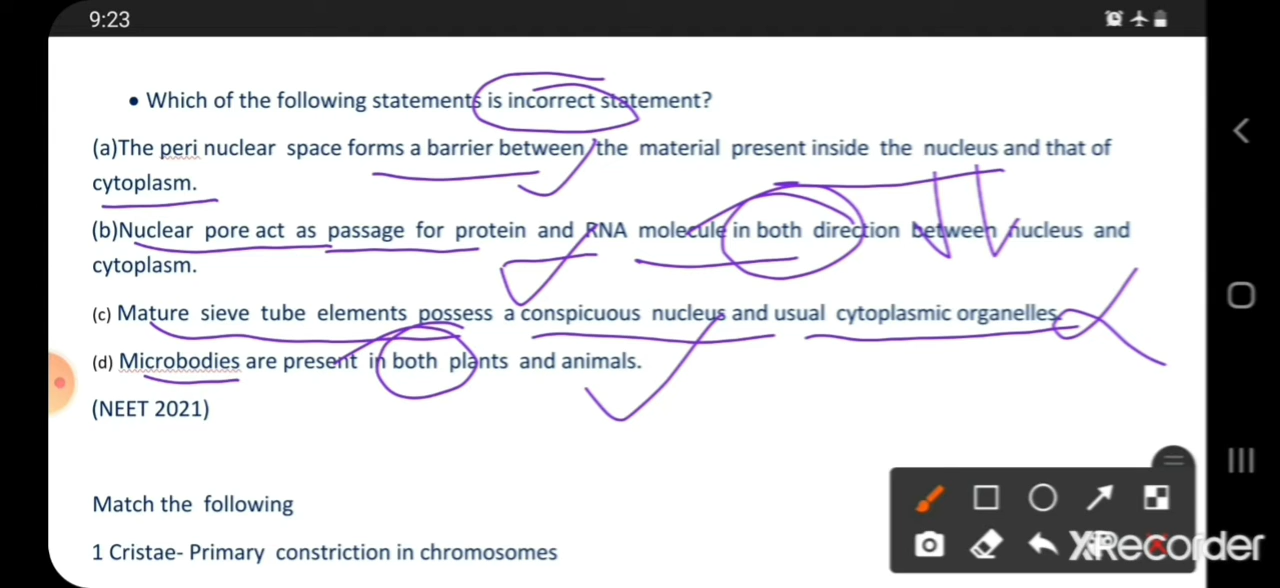 9:23
• Which of the following statements is incorrect statement?
(a)The peri nuclear space forms a barrier between the material present inside the nucleus and that of
cytoplasm.
(b)Nuclear pore act as passage for protein and RNA molecule in both direction between nucleus and
cytoplasm.
(c) Mature sieve tube elements possess a conspicuous nucleus and usual cytoplasmic organelles
(d) Microbodies are present in both plants and animals.
(NEET 2021)
Match the following
1 Cristae- Primary constriction in chromosomes
XRecorder